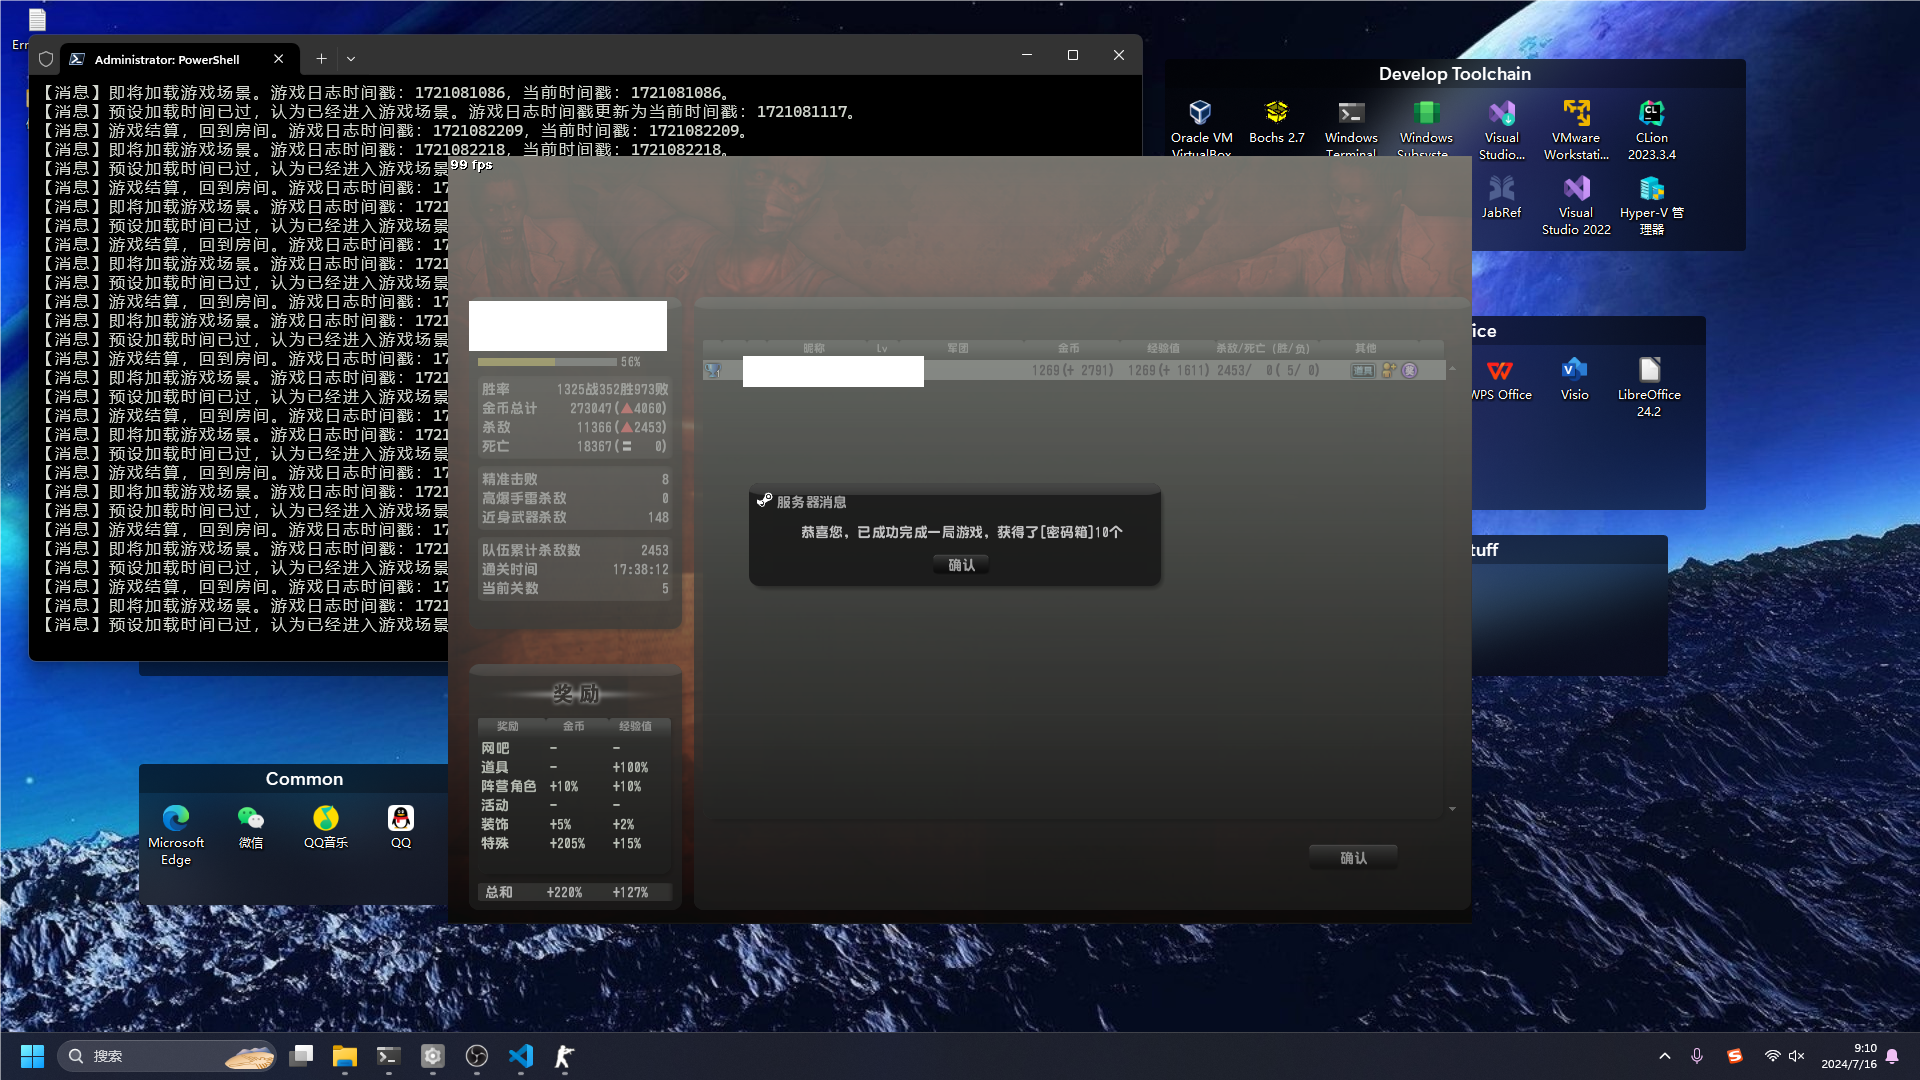 Administrator: PowerShell
【消息】即将加载游戏场景。游戏日志时间戳: 1721081086, 当前时间戳: 1721081086。
【消息】预设加载时间已过, 认为已经进入游戏场景。游戏日志时间戳更新为当前时间戳: 1721081117。
【消息】游戏结算, 回到房间。游戏日志时间戳: 1721082209, 当前时间戳: 1721082209。
【消息】即将加载游戏场景。游戏日志时间戳: 1721082218, 当前时间戳: 1721082218。
【消息】预设加载时间已过, 认为已经进入游戏场景
【消息】游戏结算, 回到房间。游戏日志时间戳: 17
【消息】即将加载游戏场景。游戏日志时间戳: 1721
【消息】预设加载时间已过, 认为已经进入游戏场景
【消息】游戏结算, 回到房间。游戏日志时间戳: 17
【消息】即将加载游戏场景。游戏日志时间戳: 1721
【消息】预设加载时间已过, 认为已经进入游戏场景
【消息】游戏结算, 回到房间。游戏日志时间戳: 17
【消息】即将加载游戏场景。游戏日志时间戳: 1721
【消息】预设加载时间已过, 认为已经进入游戏场景
【消息】游戏结算, 回到房间。游戏日志时间戳: 17
【消息】即将加载游戏场景。游戏日志时间戳: 1721
【消息】预设加载时间已过, 认为已经进入游戏场景
【消息】游戏结算, 回到房间。游戏日志时间戳: 17
【消息】即将加载游戏场景。游戏日志时间戳: 1721
【消息】预设加载时间已过, 认为已经进入游戏场景
【消息】游戏结算, 回到房间。游戏日志时间戳: 17
【消息】即将加载游戏场景。游戏日志时间戳: 1721
【消息】预设加载时间已过, 认为已经进入游戏场景
【消息】游戏结算, 回到房间。游戏日志时间戳: 17
【消息】即将加载游戏场景。游戏日志时间戳: 1721
【消息】预设加载时间已过, 认为已经进入游戏场景
【消息】游戏结算, 回到房间。游戏日志时间戳: 17
【消息】即将加载游戏场景。游戏日志时间戳: 1721
【消息】预设加载时间已过, 认为已经进入游戏场景
99 fps
56%
胜率 1325战352胜973败
金币总计 273047(▲4060)
杀敌 11366(▲2453)
死亡 18367(= 0)
精准击败 8
高爆手雷杀敌 0
近身武器杀敌 148
队伍累计杀敌数 2453
通关时间 17:38:12
当前关数 5
奖励
奖励 金币 经验值
网吧 - -
道具 - +100%
阵营角色 +10% +10%
活动 - -
装饰 +5% +2%
特殊 +205% +15%
总和 +220% +127%
昵称 Lv 军团 金币 经验值 杀敌/死亡 (胜/负) 其他
1269(+ 2791) 1269(+ 1611) 2453/ 0( 5/ 0) 道具 奖
服务器消息
恭喜您, 已成功完成一局游戏, 获得了[密码箱]10个
确认
确认
Develop Toolchain
Oracle VM VirtualBox
Bochs 2.7
Windows Terminal
Windows Subsyste...
Visual Studio...
VMware Workstati...
CLion 2023.3.4
JabRef
Visual Studio 2022
Hyper-V 管理器
ice
WPS Office
Visio
LibreOffice 24.2
tuff
Common
Microsoft Edge
微信
QQ音乐
QQ
搜索
9:10
2024/7/16